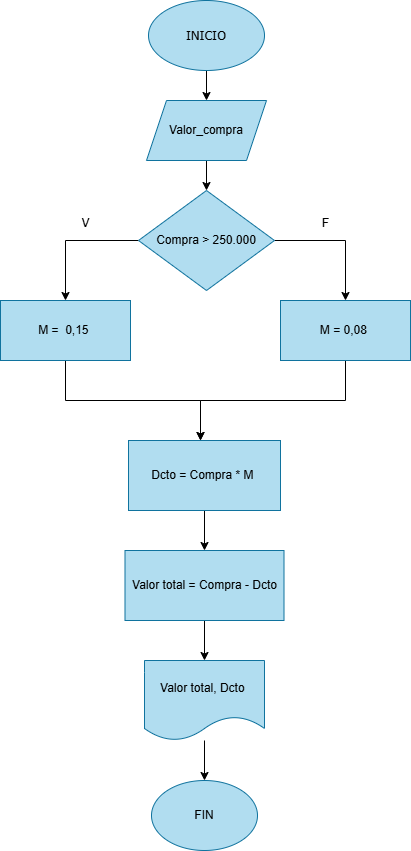 INICIO
Valor_compra
Compra > 250.000
V
F
M =  0,15
M = 0,08
Dcto = Compra * M
Valor total = Compra - Dcto
Valor total, Dcto
FIN